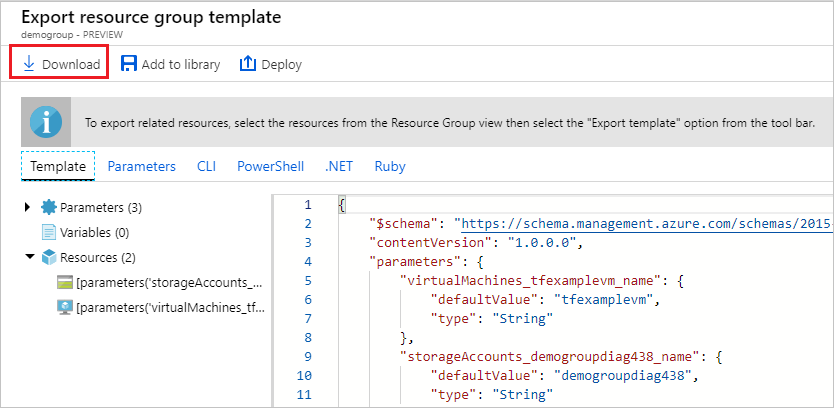 Export resource group template
demogroup - PREVIEW
Download Add to library Deploy
To export related resources, select the resources from the Resource Group view then select the "Export template" option from the tool bar.
Template Parameters CLI PowerShell .NET Ruby
Parameters (3)
Variables (0)
Resources (2)
[parameters('storageAccounts_...
[parameters('virtualMachines_tf...
1 {
2 "$schema": "https://schema.management.azure.com/schemas/2015-
3 "contentVersion": "1.0.0.0",
4 "parameters": {
5 "virtualMachines_tfexamplevm_name": {
6 "defaultValue": "tfexamplevm",
7 "type": "String"
8 },
9 "storageAccounts_demogroupdiag438_name": {
10 "defaultValue": "demogroupdiag438",
11 "type": "String"